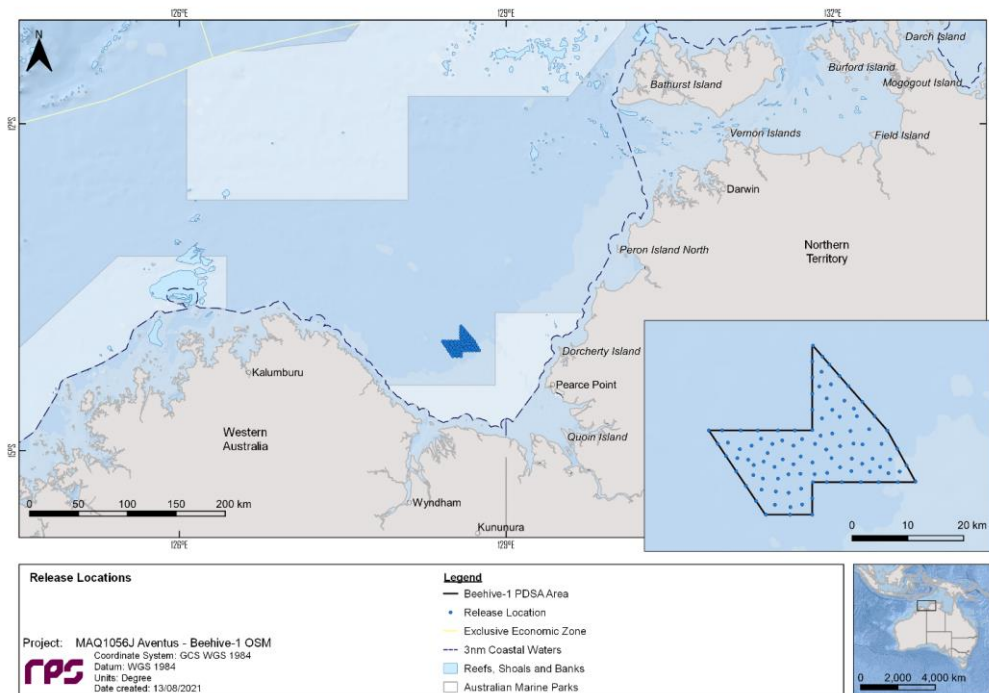 126°E
129°E
132°E
N
Darch Island
Burford Island
Bathurst Island
Mogogout Island
12°S
12°S
Vernon Islands
Field Island
Darwin
Peron Island North
Northern
Territory
Dorcherty Island
Kalumburu
Pearce Point
Western
Australia
Quoin Island
15°S
15°S
0 50 100 150 200 km
Wyndham
Kununura
0 10 20 km
126°E
129°E
Release Locations
Project: MAQ1056J Aventus - Beehive-1 OSM
Coordinate System: GCS WGS 1984
Datum: WGS 1984
Units: Degree
Date created: 13/08/2021
rps
Legend
Beehive-1 PDSA Area
Release Location
Exclusive Economic Zone
3nm Coastal Waters
Reefs, Shoals and Banks
Australian Marine Parks
0 2,000 4,000 km